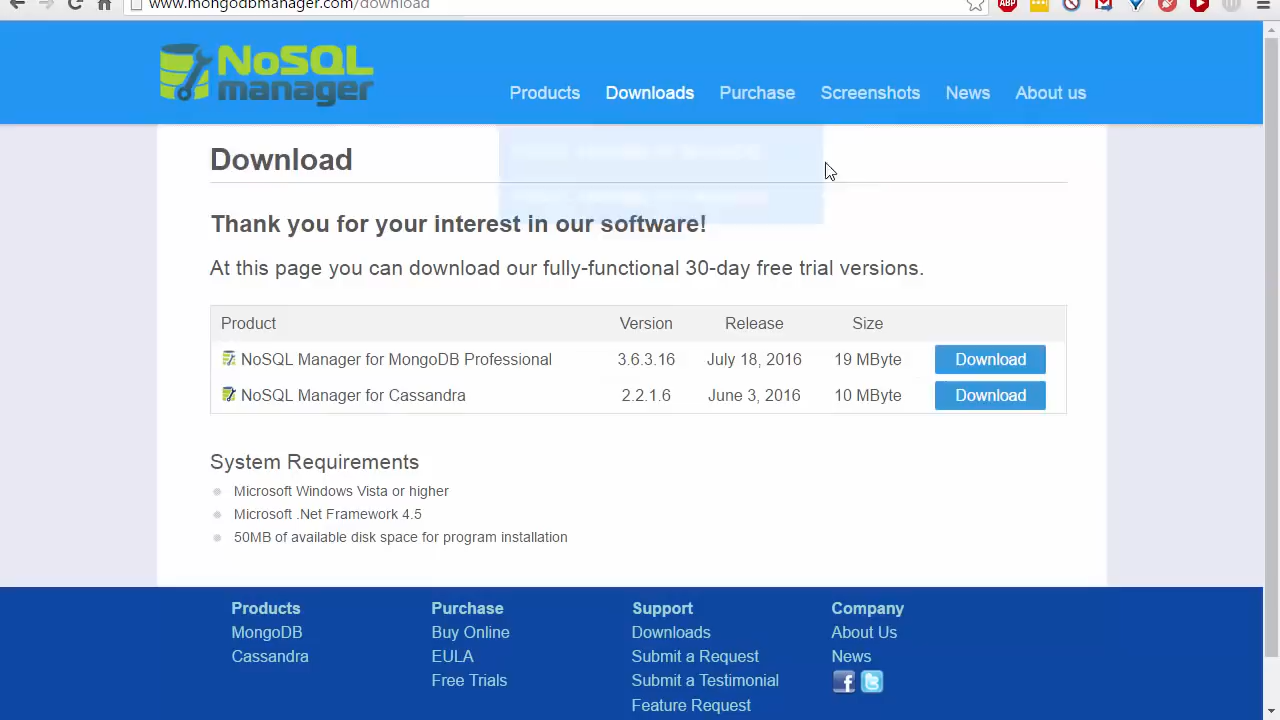 www.mongodbmanager.com/download
ABP
NoSQL
manager
Products Downloads Purchase Screenshots News About us
Download
Thank you for your interest in our software!
At this page you can download our fully-functional 30-day free trial versions.
Product Version Release Size
NoSQL Manager for MongoDB Professional 3.6.3.16 July 18, 2016 19 MByte Download
NoSQL Manager for Cassandra 2.2.1.6 June 3, 2016 10 MByte Download
System Requirements
Microsoft Windows Vista or higher
Microsoft .Net Framework 4.5
50MB of available disk space for program installation
Products Purchase Support Company
MongoDB Buy Online Downloads About Us
Cassandra EULA Submit a Request News
Free Trials Submit a Testimonial
Feature Request